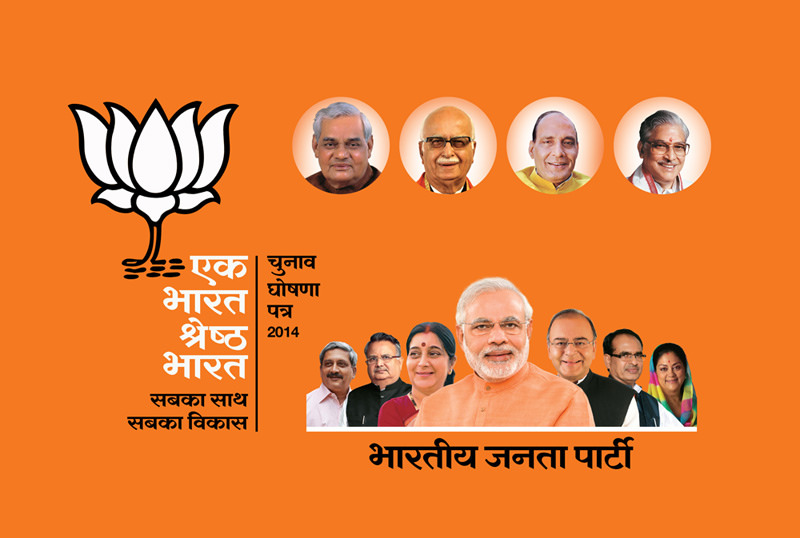 एक
भारत
श्रेष्ठ
भारत
सबका साथ
सबका विकास
चुनाव
घोषणा
पत्र
2014
भारतीय जनता पार्टी